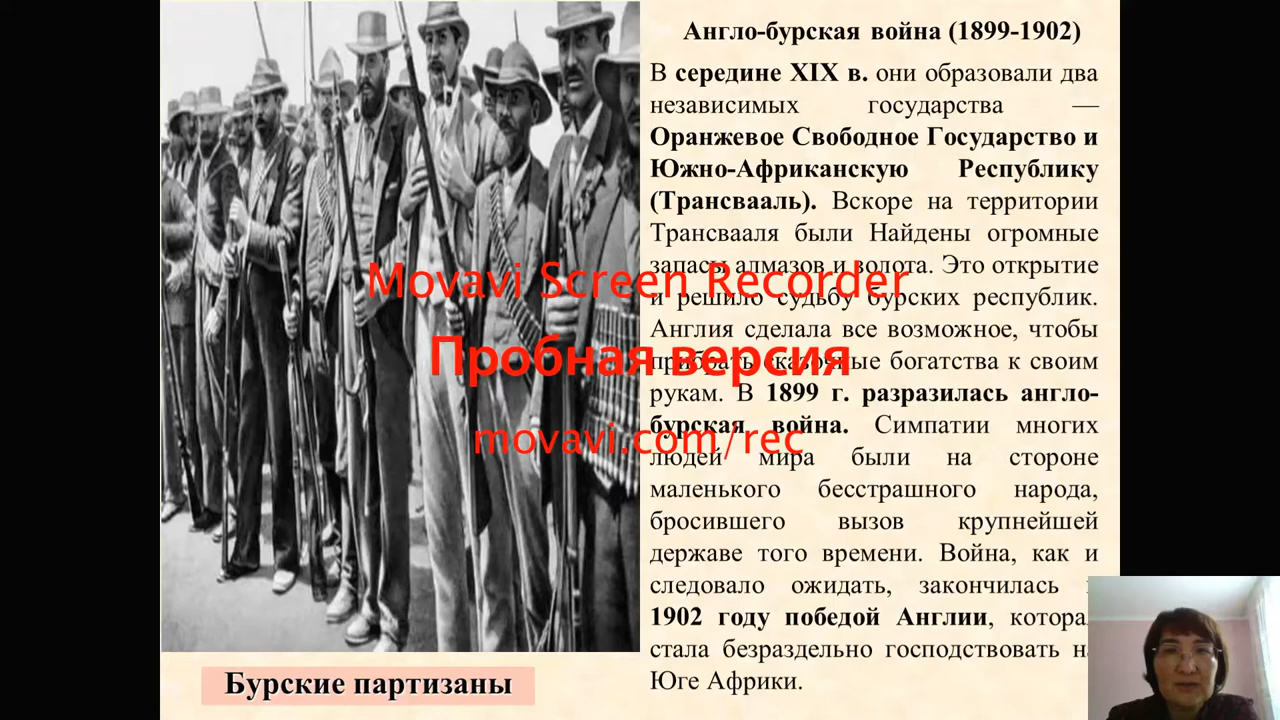 Англо-бурская война (1899-1902)
В середине XIX в. они образовали два
независимых государства —
Оранжевое Свободное Государство и
Южно-Африканскую Республику
(Трансвааль). Вскоре на территории
Трансвааля были Найдены огромные
запасы алмазов и золота. Это открытие
и решило судьбу бурских республик.
Англия сделала все возможное, чтобы
прибрать сказочные богатства к своим
рукам. В 1899 г. разразилась англо-
бурская война. Симпатии многих
людей мира были на стороне
маленького бесстрашного народа,
бросившего вызов крупнейшей
державе того времени. Война, как и
следовало ожидать, закончилась
1902 году победой Англии, котора
стала безраздельно господствовать н
Юге Африки.
Бурские партизаны
Movavi Screen Recorder
Пробная версия
movavi.com/rec